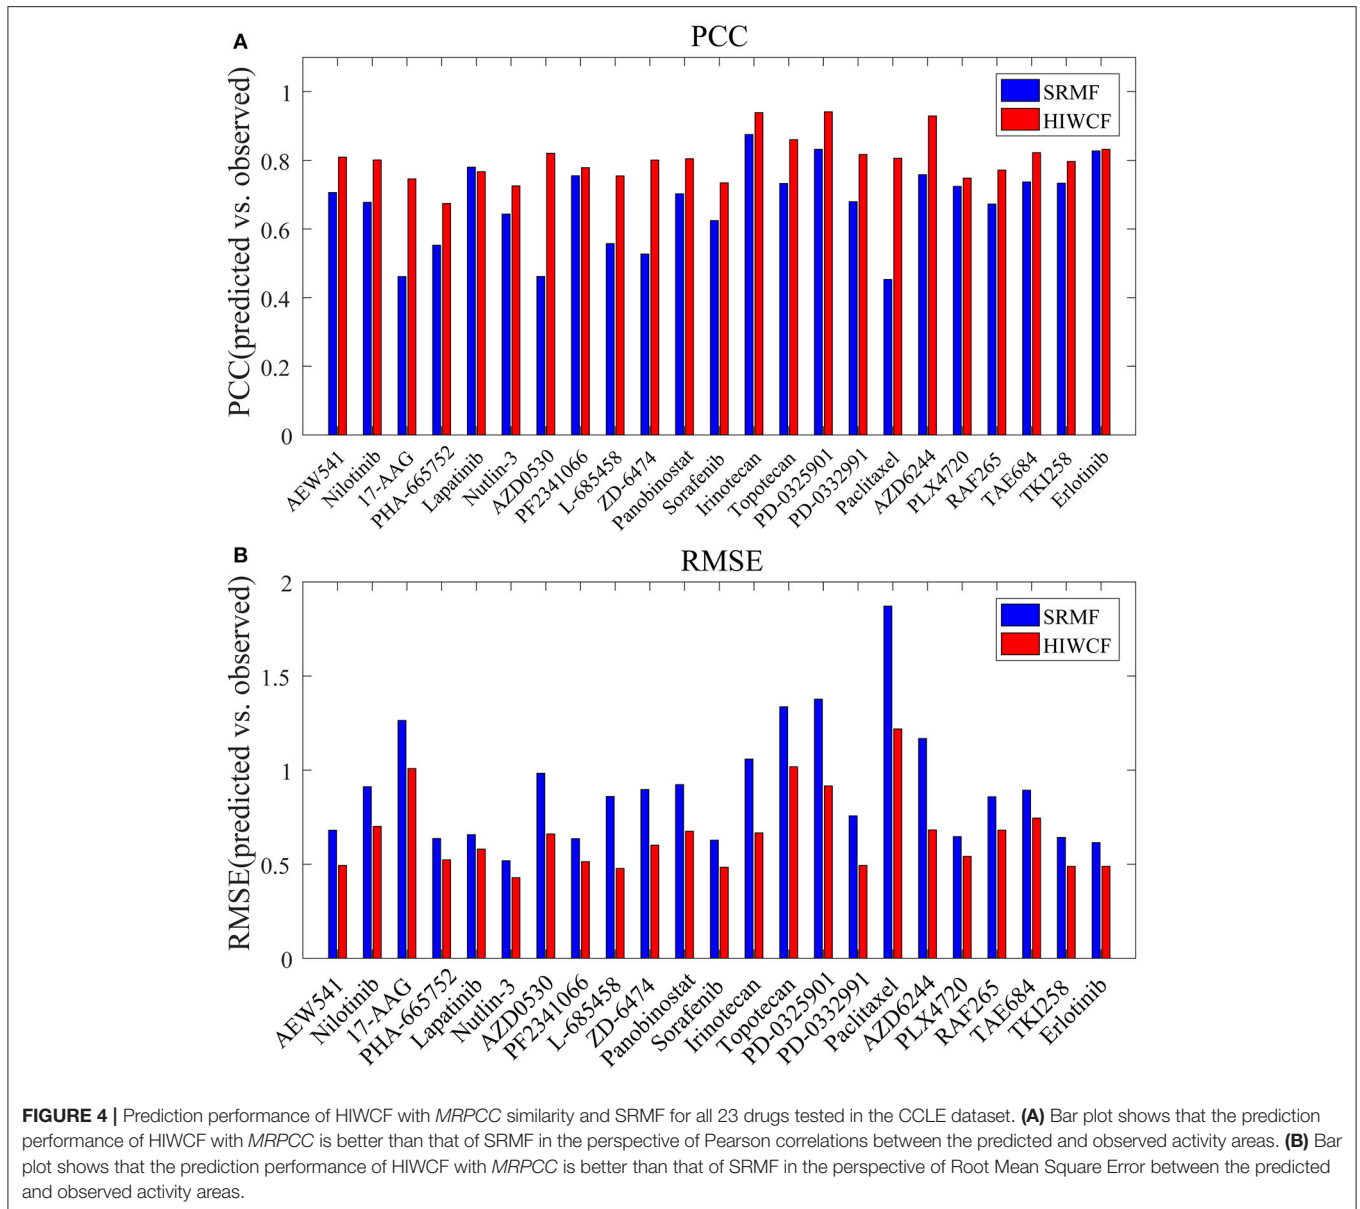 A
PCC
PCC(predicted vs. observed)
1
0.8
0.6
0.4
0.2
0
SRMF
HIWCF
AEW541
Nilotinib
17-AAG
PHA-665752
Lapatinib
Nutlin-3
AZD0530
PF2341066
L-685458
ZD-6474
Panobinostat
Sorafenib
Irinotecan
Topotecan
PD-0325901
PD-0332991
Paclitaxel
AZD6244
PLX4720
RAF265
TAE684
TKI258
Erlotinib
B
RMSE
RMSE(predicted vs. observed)
2
1.5
1
0.5
0
SRMF
HIWCF
AEW541
Nilotinib
17-AAG
PHA-665752
Lapatinib
Nutlin-3
AZD0530
PF2341066
L-685458
ZD-6474
Panobinostat
Sorafenib
Irinotecan
Topotecan
PD-0325901
PD-0332991
Paclitaxel
AZD6244
PLX4720
RAF265
TAE684
TKI258
Erlotinib
FIGURE 4 | Prediction performance of HIWCF with MRPCC similarity and SRMF for all 23 drugs tested in the CCLE dataset. (A) Bar plot shows that the prediction
performance of HIWCF with MRPCC is better than that of SRMF in the perspective of Pearson correlations between the predicted and observed activity areas. (B) Bar
plot shows that the prediction performance of HIWCF with MRPCC is better than that of SRMF in the perspective of Root Mean Square Error between the predicted
and observed activity areas.